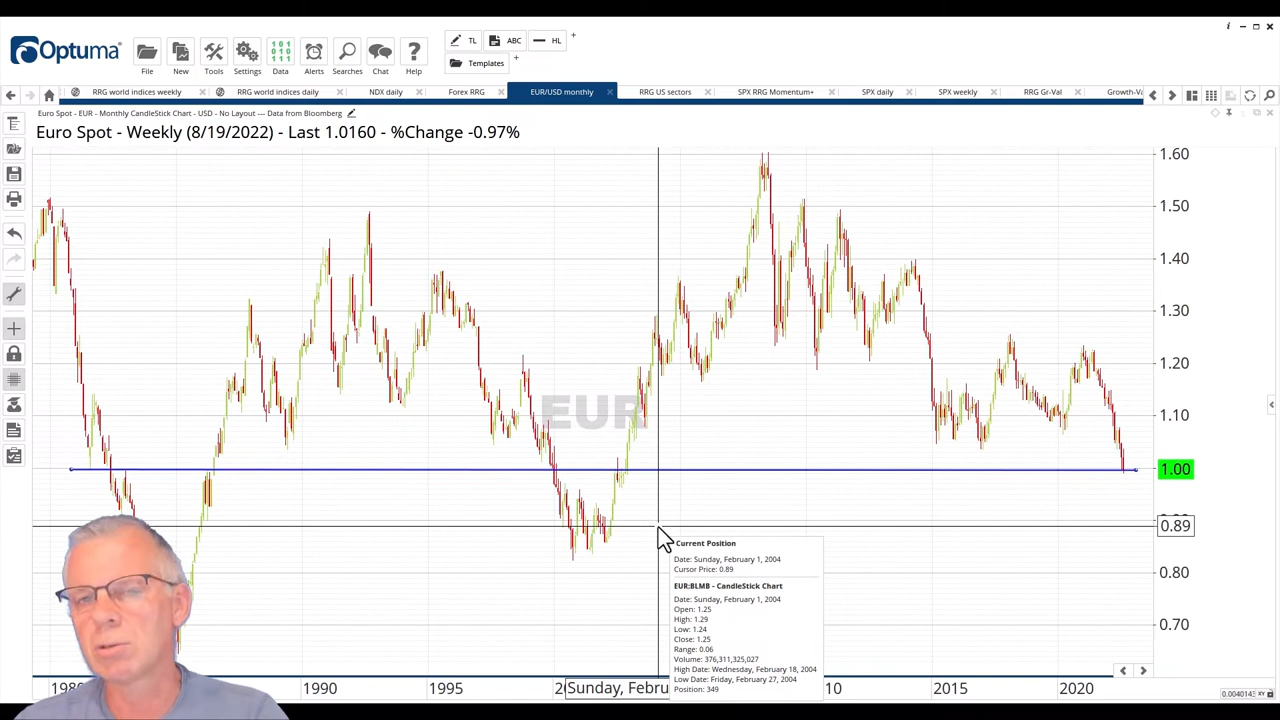 Optuma
File New Tools Settings Data Alerts Searches Chat Help
TL ABC HL
Templates
RRG world indices weekly RRG world indices daily NDX daily Forex RRG EUR/USD monthly RRG US sectors SPX RRG Momentum+ SPX daily SPX weekly RRG Gr-Val Growth-Va
Euro Spot - EUR - Monthly CandleStick Chart - USD - No Layout --- Data from Bloomberg
Euro Spot - Weekly (8/19/2022) - Last 1.0160 - %Change -0.97%
1.60
1.50
1.40
1.30
1.20
1.10
EUR
1.00
0.89
0.80
0.70
Current Position
Date: Sunday, February 1, 2004
Cursor Price: 0.89
EUR:BLMB - CandleStick Chart
Date: Sunday, February 1, 2004
Open: 1.25
High: 1.29
Low: 1.24
Close: 1.25
Range: 0.06
Volume: 376,311,325,027
High Date: Wednesday, February 18, 2004
Low Date: Friday, February 27, 2004
Position: 349
1990 1995 Sunday, Febru 2015 2020
0.004014 XY